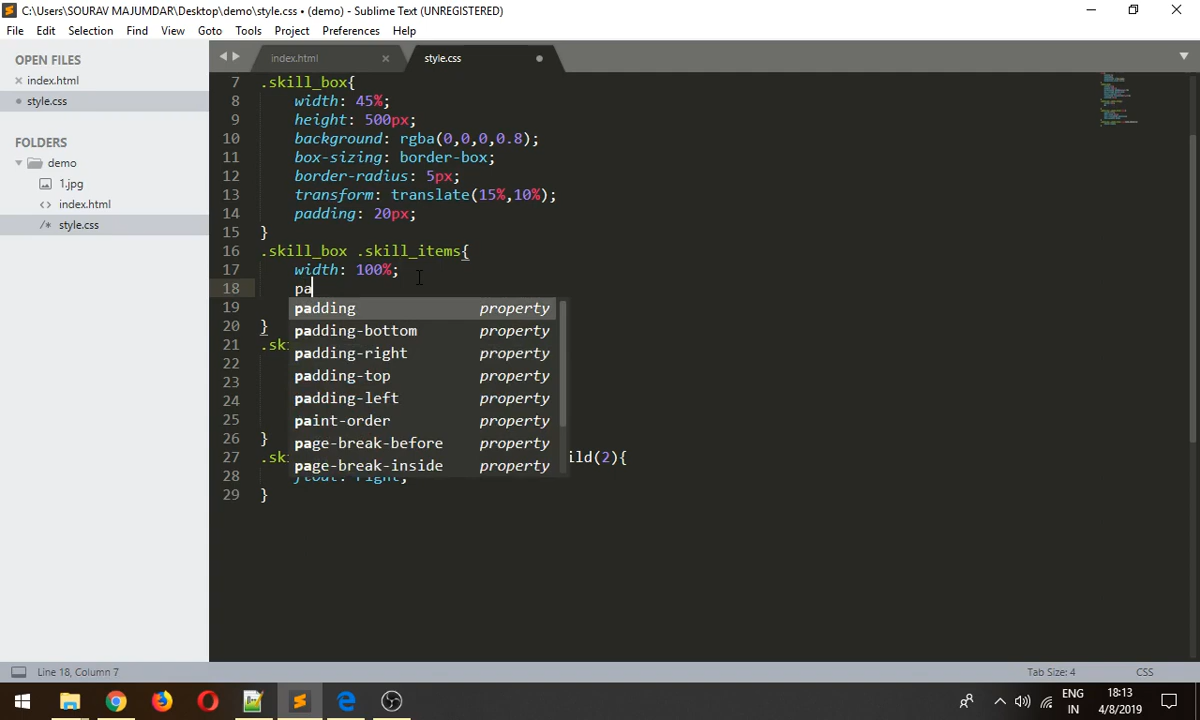 C:\Users\SOURAV MAJUMDAR\Desktop\demo\style.css • (demo) - Sublime Text (UNREGISTERED)
File Edit Selection Find View Goto Tools Project Preferences Help
OPEN FILES
index.html
style.css
FOLDERS
demo
1.jpg
index.html
style.css
index.html
style.css
7 .skill_box{
8 width: 45%;
9 height: 500px;
10 background: rgba(0,0,0,0.8);
11 box-sizing: border-box;
12 border-radius: 5px;
13 transform: translate(15%,10%);
14 padding: 20px;
15 }
16 .skill_box .skill_items{
17 width: 100%;
18 pa
19
20 }
21 .sk
22
23
24
25
26 }
27 .sk ild(2){
28 float: right;
29 }
padding property
padding-bottom property
padding-right property
padding-top property
padding-left property
paint-order property
page-break-before property
page-break-inside property
Line 18, Column 7
Tab Size: 4
CSS
ENG
IN
18:13
4/8/2019